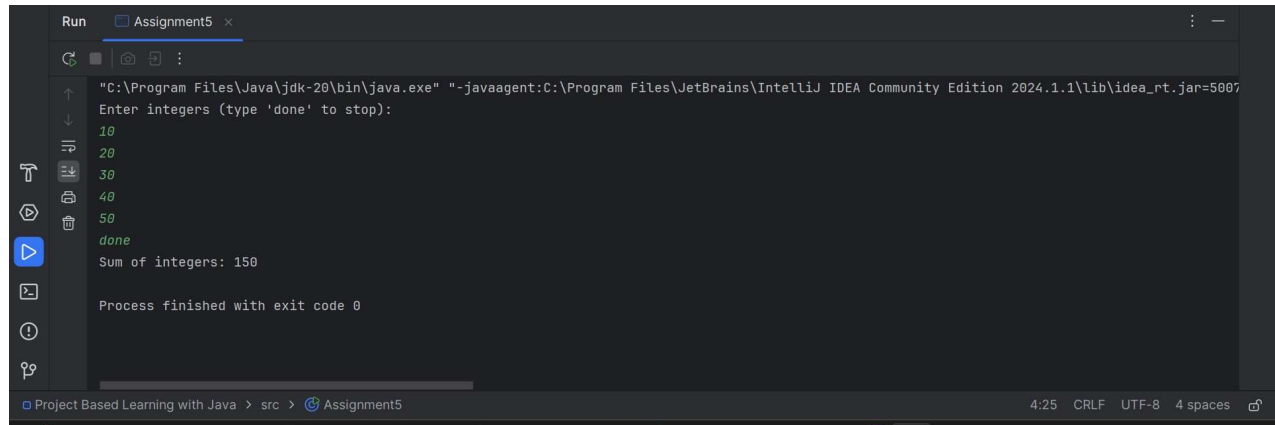 Run Assignment5
"C:\Program Files\Java\jdk-20\bin\java.exe" "-javaagent:C:\Program Files\JetBrains\IntelliJ IDEA Community Edition 2024.1.1\lib\idea_rt.jar=5007
Enter integers (type 'done' to stop):
10
20
30
40
50
done
Sum of integers: 150
Process finished with exit code 0
Project Based Learning with Java > src > Assignment5 4:25 CRLF UTF-8 4 spaces